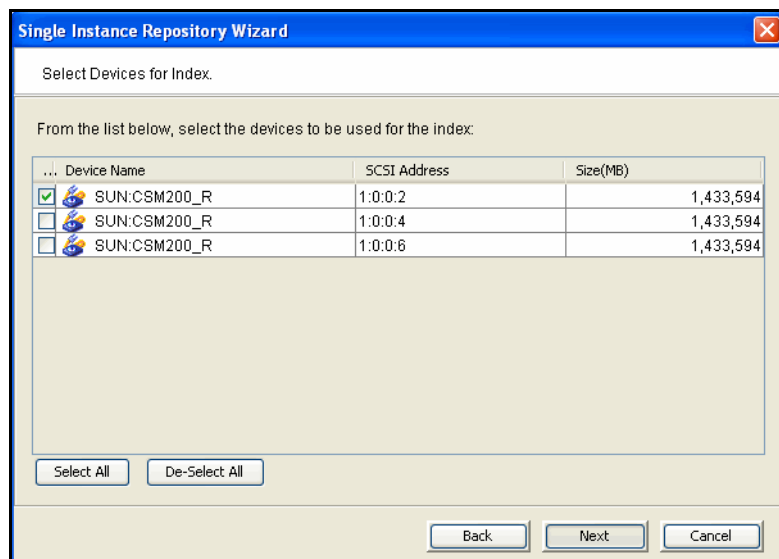 Single Instance Repository Wizard
Select Devices for Index.
From the list below, select the devices to be used for the index:
... Device Name SCSI Address Size(MB)
SUN:CSM200_R 1:0:0:2 1,433,594
SUN:CSM200_R 1:0:0:4 1,433,594
SUN:CSM200_R 1:0:0:6 1,433,594
Select All De-Select All
Back Next Cancel